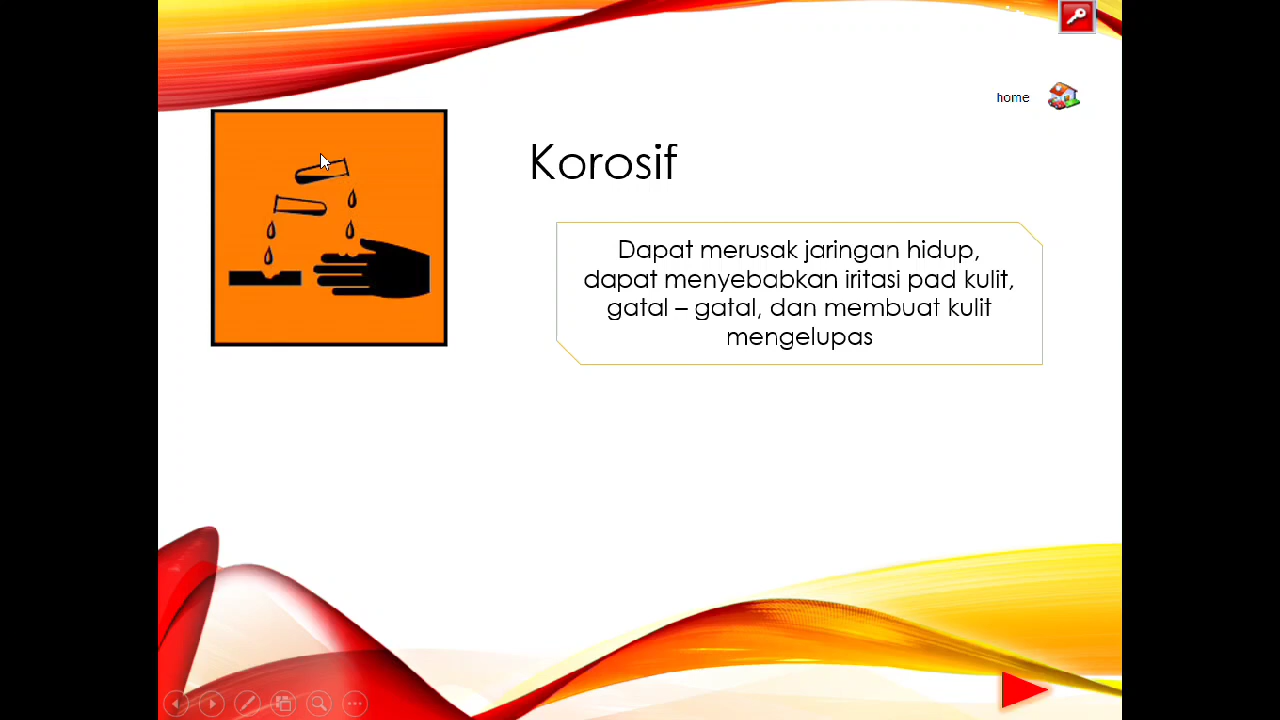 home
Korosif
Dapat merusak jaringan hidup,
dapat menyebabkan iritasi pad kulit,
gatal – gatal, dan membuat kulit
mengelupas